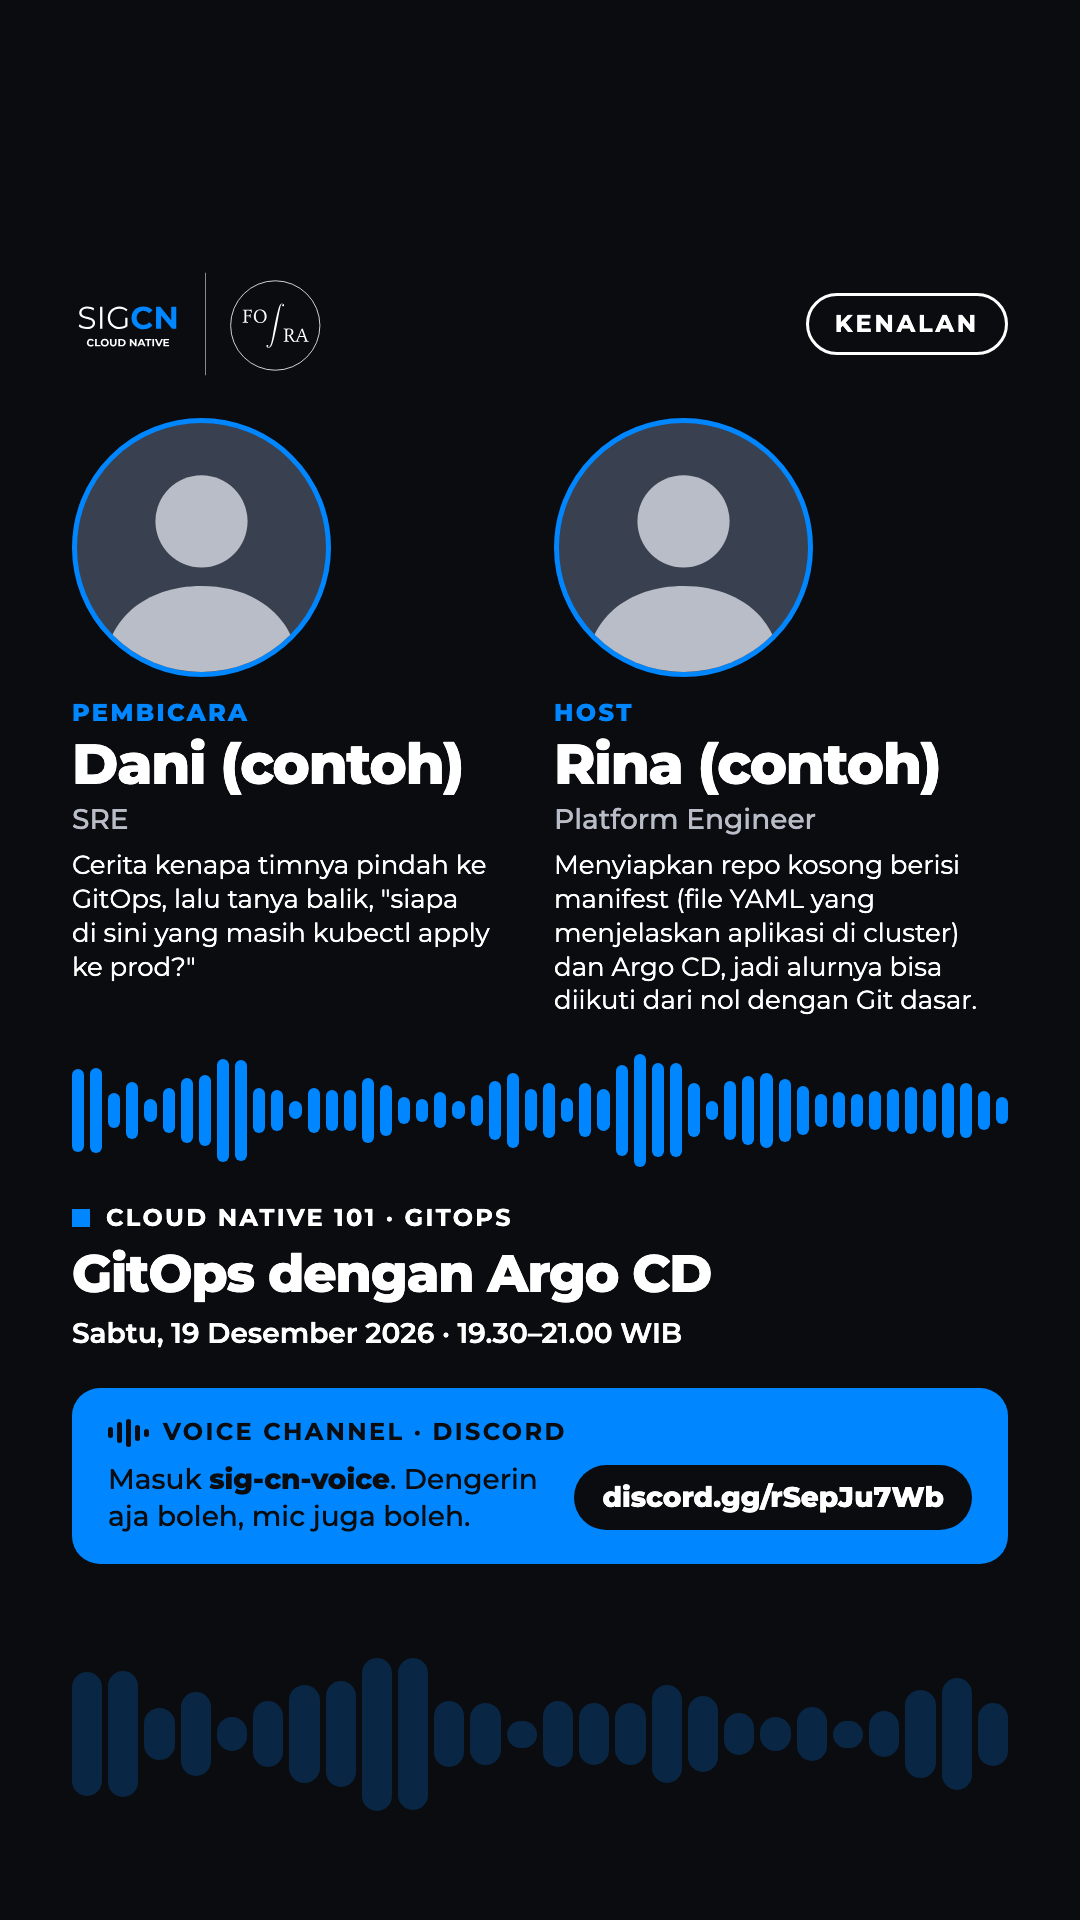 SIGCN
CLOUD NATIVE
FO
RA
KENALAN
PEMBICARA
Dani (contoh)
SRE
Cerita kenapa timnya pindah ke
GitOps, lalu tanya balik, "siapa
di sini yang masih kubectl apply
ke prod?"
HOST
Rina (contoh)
Platform Engineer
Menyiapkan repo kosong berisi
manifest (file YAML yang
menjelaskan aplikasi di cluster)
dan Argo CD, jadi alurnya bisa
diikuti dari nol dengan Git dasar.
CLOUD NATIVE 101 · GITOPS
GitOps dengan Argo CD
Sabtu, 19 Desember 2026 · 19.30–21.00 WIB
VOICE CHANNEL · DISCORD
Masuk sig-cn-voice. Dengerin
aja boleh, mic juga boleh.
discord.gg/rSepJu7Wb